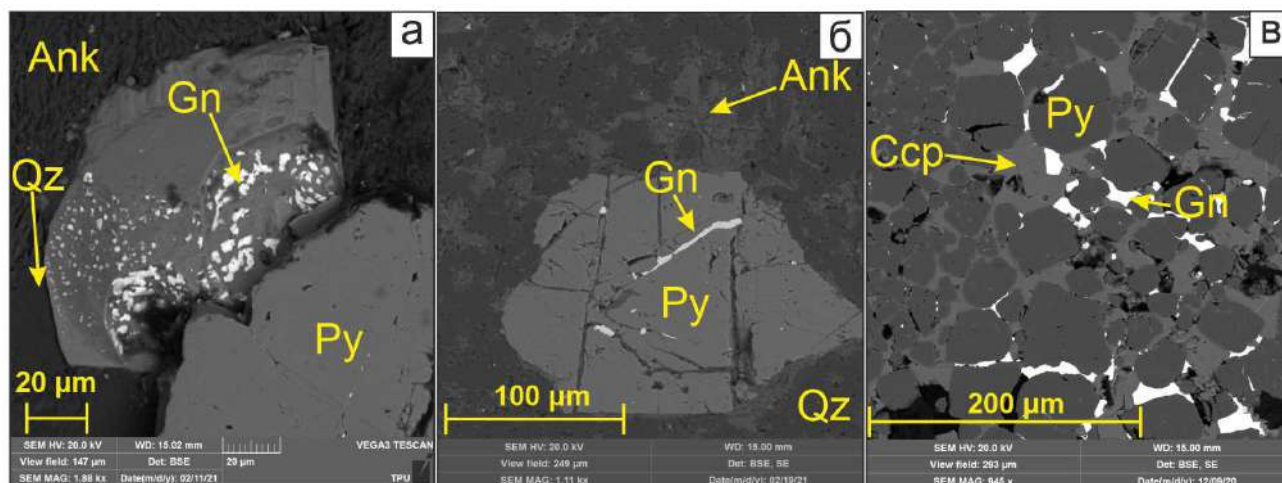 а
Ank
Gn
Qz
Py
20 µm
SEM HV: 20.0 kV WD: 15.02 mm VEGA3 TESCAN
View field: 147 µm Det: BSE 20 µm
SEM MAG: 1.88 kx Date(m/d/y): 02/11/21 TPU
б
Ank
Gn
Py
100 µm
Qz
SEM HV: 20.0 kV WD: 15.00 mm
View field: 249 µm Det: BSE, SE
SEM MAG: 1.11 kx Date(m/d/y): 02/19/21
в
Py
Ccp
Gn
200 µm
SEM HV: 20.0 kV WD: 15.00 mm
View field: 293 µm Det: BSE, SE
SEM MAG: 945 x Date(m/d/y): 12/09/20